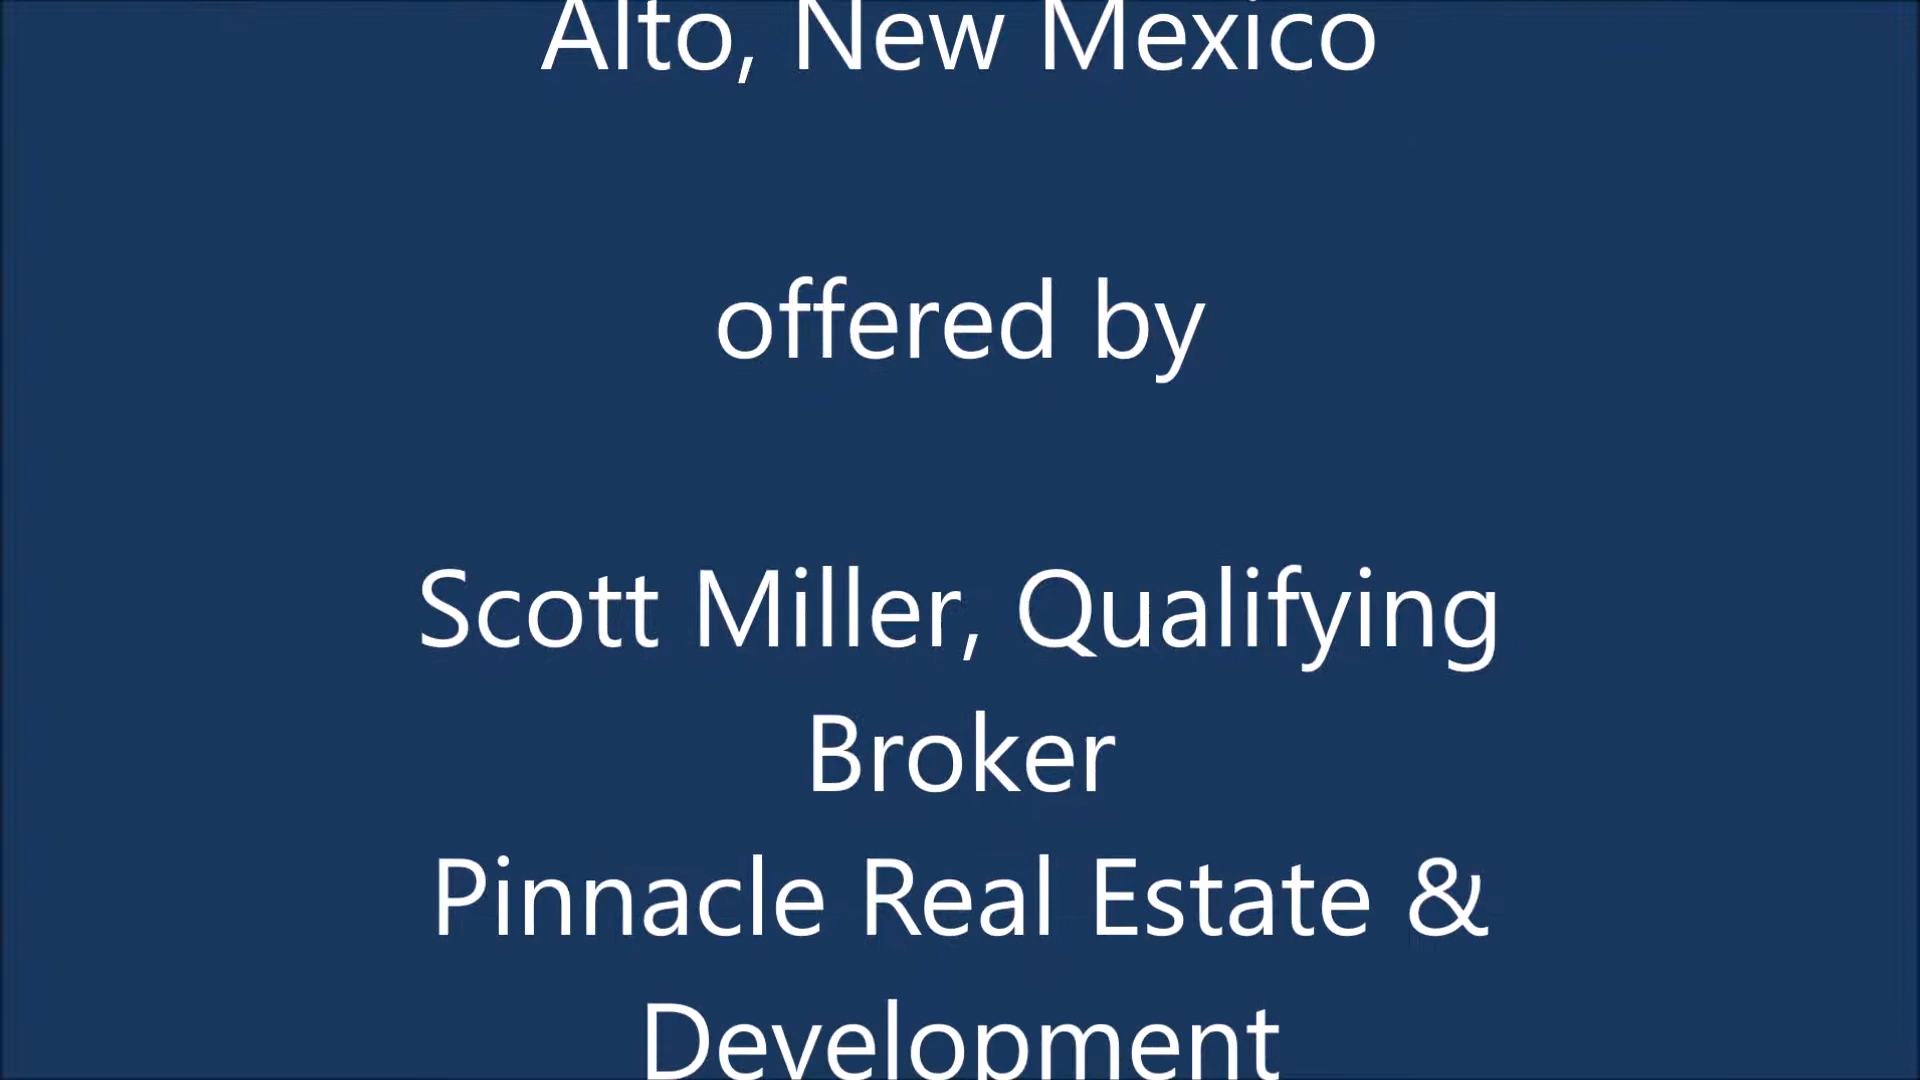 Alto, New Mexico
offered by
Scott Miller, Qualifying
Broker
Pinnacle Real Estate &
Development